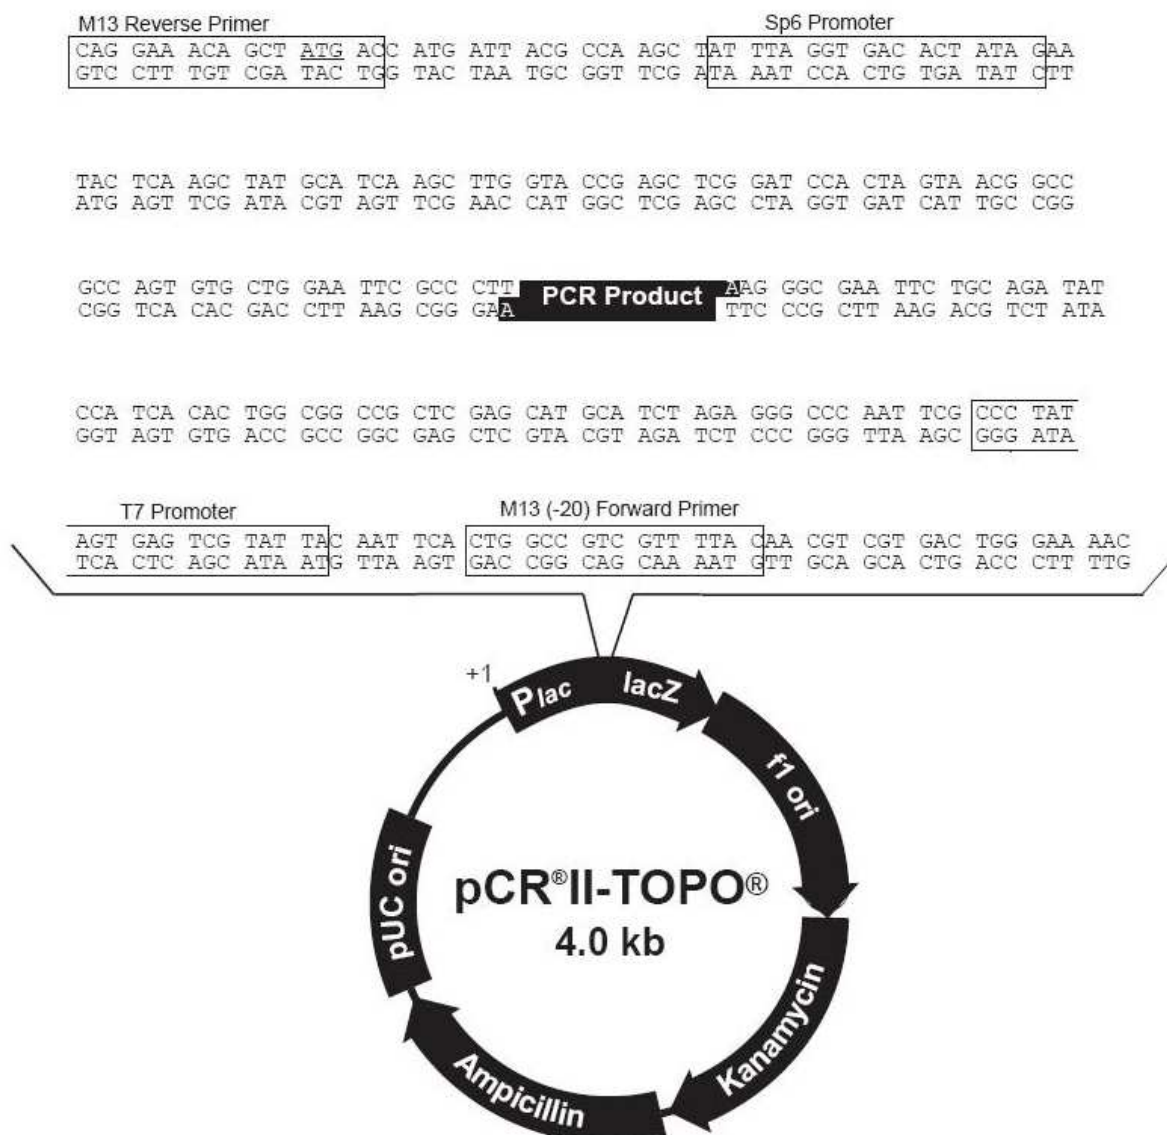 M13 Reverse Primer Sp6 Promoter
CAG GAA ACA GCT ATG ACC ATG ATT ACG CCA AGC TAT TTA GGT GAC ACT ATA GAA
GTC CTT TGT CGA TAC TGG TAC TAA TGC GGT TCG ATA AAT CCA CTG TGA TAT CTT
TAC TCA AGC TAT GCA TCA AGC TTG GTA CCG AGC TCG GAT CCA CTA GTA ACG GCC
ATG AGT TCG ATA CGT AGT TCG AAC CAT GGC TCG AGC CTA GGT GAT CAT TGC CGG
GCC AGT GTG CTG GAA TTC GCC CTT PCR Product AAG GGC GAA TTC TGC AGA TAT
CGG TCA CAC GAC CTT AAG CGG GAA TTC CCG CTT AAG ACG TCT ATA
CCA TCA CAC TGG CGG CCG CTC GAG CAT GCA TCT AGA GGG CCC AAT TCG CCC TAT
GGT AGT GTG ACC GCC GGC GAG CTC GTA CGT AGA TCT CCC GGG TTA AGC GGG ATA
T7 Promoter M13 (-20) Forward Primer
AGT GAG TCG TAT TAC AAT TCA CTG GCC GTC GTT TTA CAA CGT CGT GAC TGG GAA AAC
TCA CTC AGC ATA ATG TTA AGT GAC CGG CAG CAA AAT GTT GCA GCA CTG ACC CTT TTG
+1
Plac lacZ
f1 ori
Kanamycin
Ampicillin
pUC ori
pCR®II-TOPO®
4.0 kb